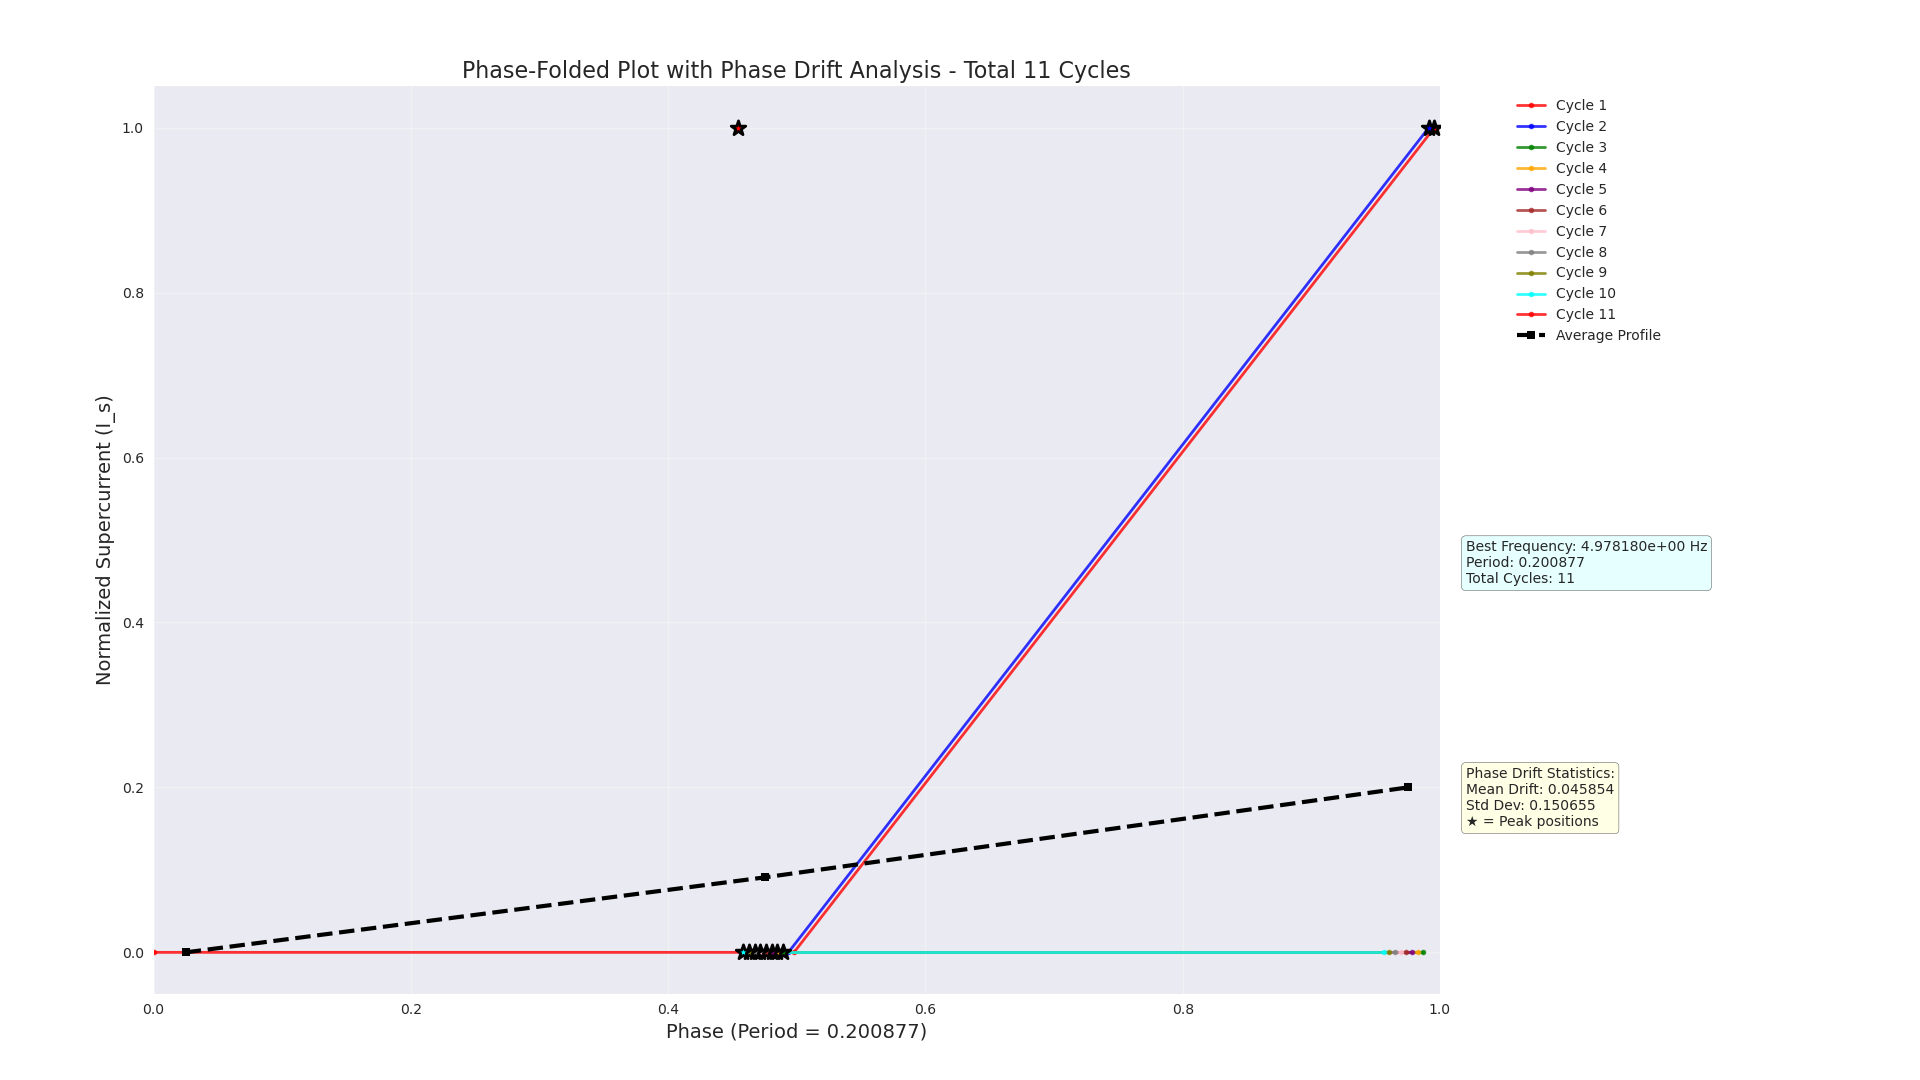 Phase-Folded Plot with Phase Drift Analysis - Total 11 Cycles
Normalized Supercurrent (I_s)
1.0
0.8
0.6
0.4
0.2
0.0
0.0
0.2
0.4
0.6
0.8
1.0
Phase (Period = 0.200877)
Cycle 1
Cycle 2
Cycle 3
Cycle 4
Cycle 5
Cycle 6
Cycle 7
Cycle 8
Cycle 9
Cycle 10
Cycle 11
Average Profile
Best Frequency: 4.978180e+00 Hz
Period: 0.200877
Total Cycles: 11
Phase Drift Statistics:
Mean Drift: 0.045854
Std Dev: 0.150655
★ = Peak positions